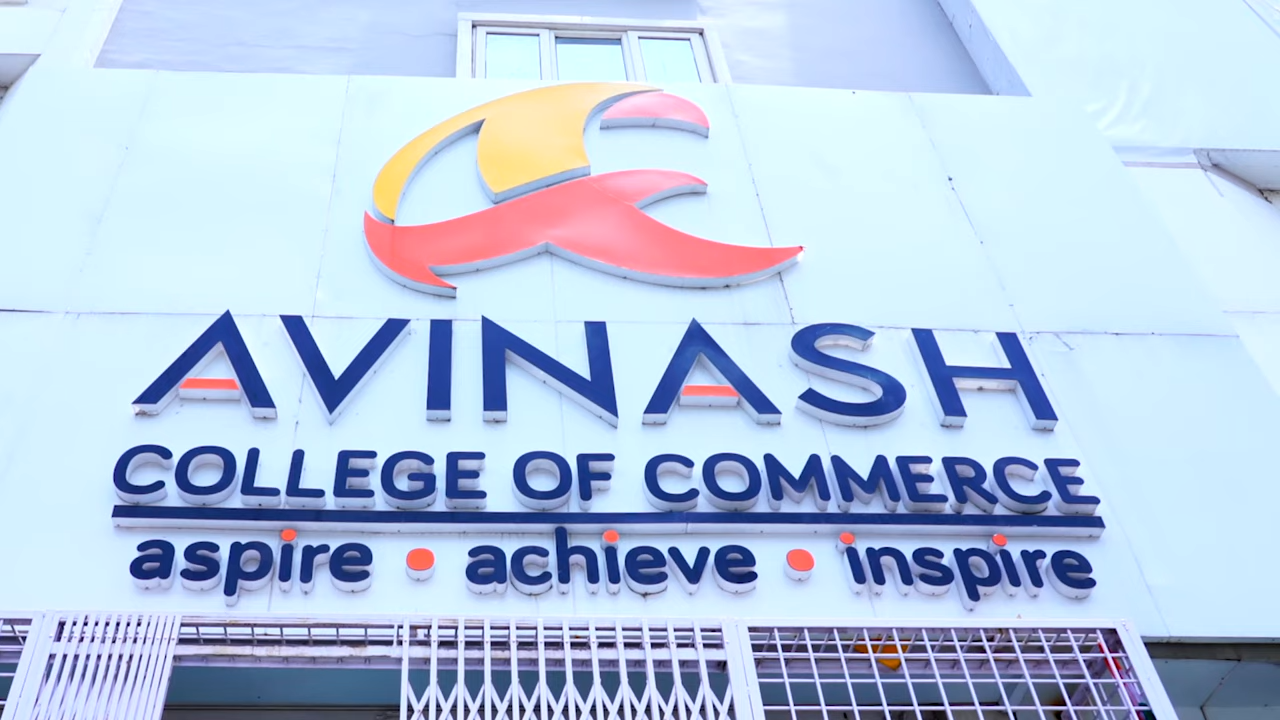 AVINASH
COLLEGE OF COMMERCE
aspire • achieve • inspire